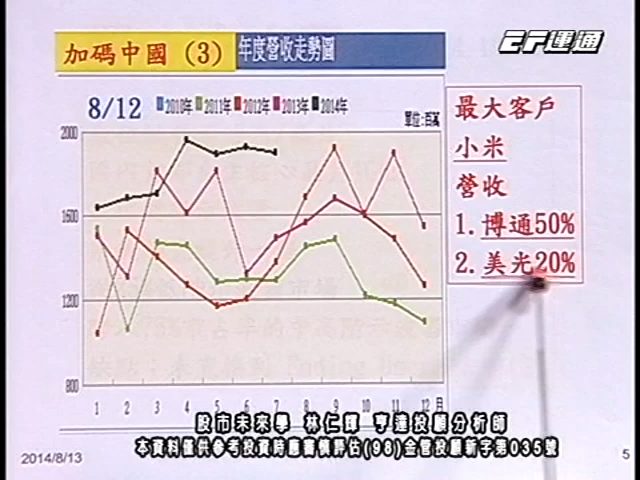 加碼中國 (3)
年度營收走勢圖
EF運通
8/12
2010年 2011年 2012年 2013年 2014年
單位:百萬
2000
1600
1200
800
1 2 3 4 5 6 7 8 9 10 11 12 月
最大客戶
小米
營收
1. 博通50%
2. 美光20%
股市未來學 林仁輝 亨達投顧分析師
本資料僅供參考投資時應審慎評估(98)金管投顧新字第035號
2014/8/13
5